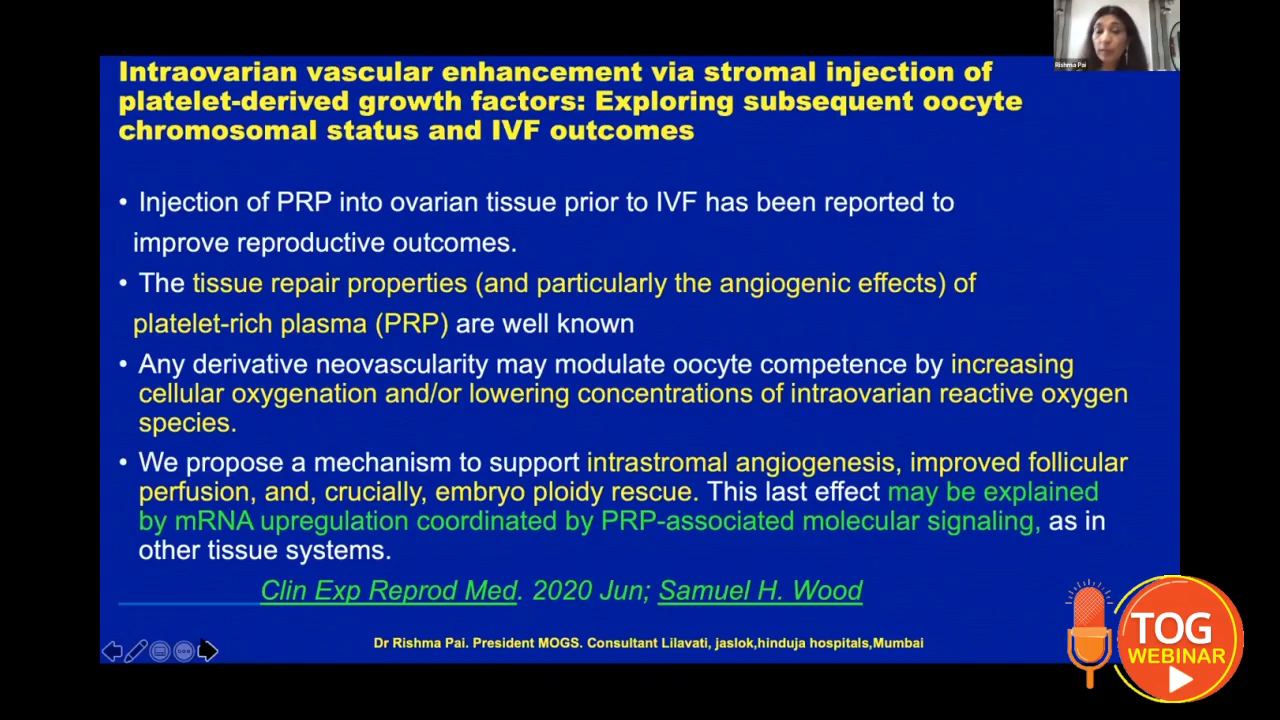 Rishma Pai
Intraovarian vascular enhancement via stromal injection of
platelet-derived growth factors: Exploring subsequent oocyte
chromosomal status and IVF outcomes
• Injection of PRP into ovarian tissue prior to IVF has been reported to
improve reproductive outcomes.
• The tissue repair properties (and particularly the angiogenic effects) of
platelet-rich plasma (PRP) are well known
• Any derivative neovascularity may modulate oocyte competence by increasing
cellular oxygenation and/or lowering concentrations of intraovarian reactive oxygen
species.
• We propose a mechanism to support intrastromal angiogenesis, improved follicular
perfusion, and, crucially, embryo ploidy rescue. This last effect may be explained
by mRNA upregulation coordinated by PRP-associated molecular signaling, as in
other tissue systems.
Clin Exp Reprod Med. 2020 Jun; Samuel H. Wood
Dr Rishma Pai. President MOGS. Consultant Lilavati, jaslok,hinduja hospitals,Mumbai
TOG
WEBINAR